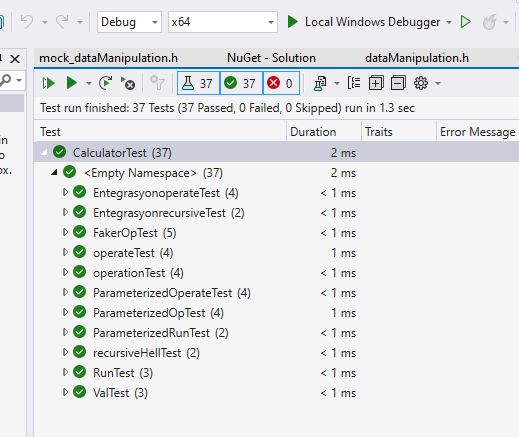 Debug x64 Local Windows Debugger
mock_dataManipulation.h NuGet - Solution dataManipulation.h
37 37 0
Test run finished: 37 Tests (37 Passed, 0 Failed, 0 Skipped) run in 1.3 sec
Test Duration Traits Error Message
CalculatorTest (37) 2 ms
in <Empty Namespace> (37) 2 ms
o EntegrasyonoperateTest (4) < 1 ms
ox. EntegrasyonrecursiveTest (2) < 1 ms
FakerOpTest (5) < 1 ms
operateTest (4) 1 ms
operationTest (4) < 1 ms
ParameterizedOperateTest (4) < 1 ms
ParameterizedOpTest (4) 1 ms
ParameterizedRunTest (2) < 1 ms
recursiveHellTest (2) < 1 ms
RunTest (3) < 1 ms
ValTest (3) < 1 ms